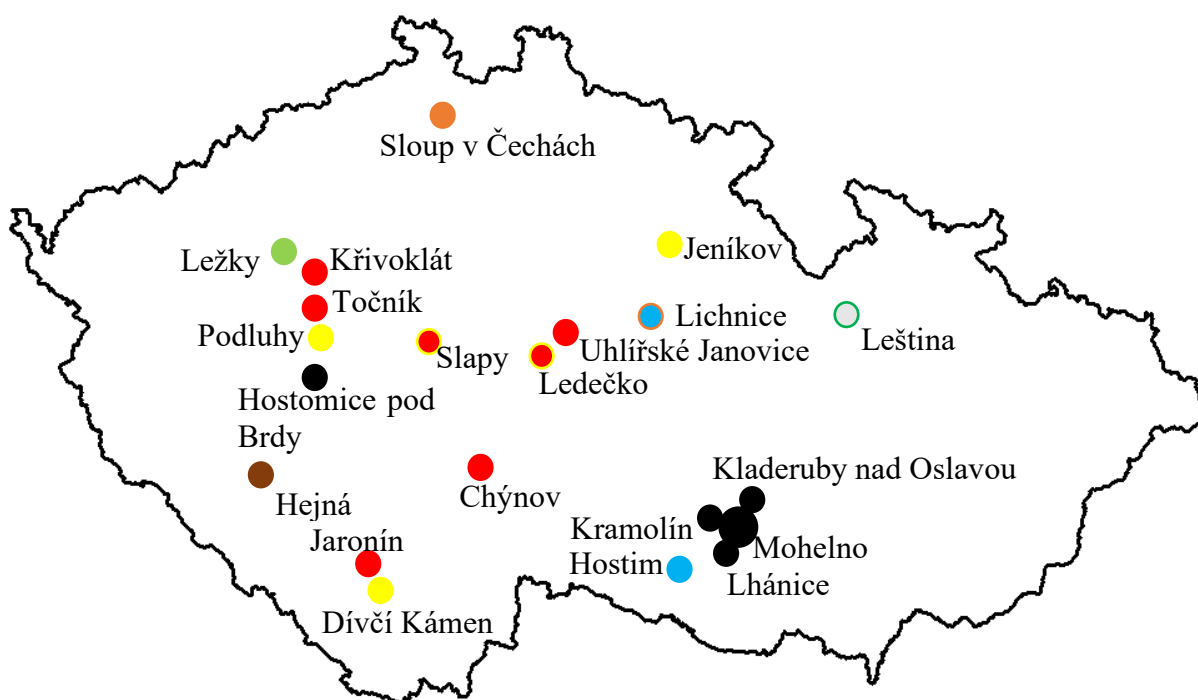 Sloup v Čechách
Ležky
Křivoklát
Jeníkov
Točník
Podluhy
Lichnice
Leština
Slapy
Uhlířské Janovice
Ledečko
Hostomice pod
Brdy
Hejná
Chýnov
Kladeruby nad Oslavou
Jaronín
Kramolín
Mohelno
Hostim
Lhánice
Dívčí Kámen